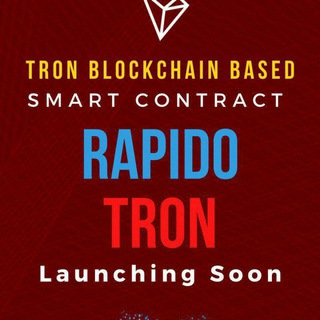 TRON BLOCKCHAIN BASED
SMART CONTRACT
RAPIDO
TRON
Launching Soon